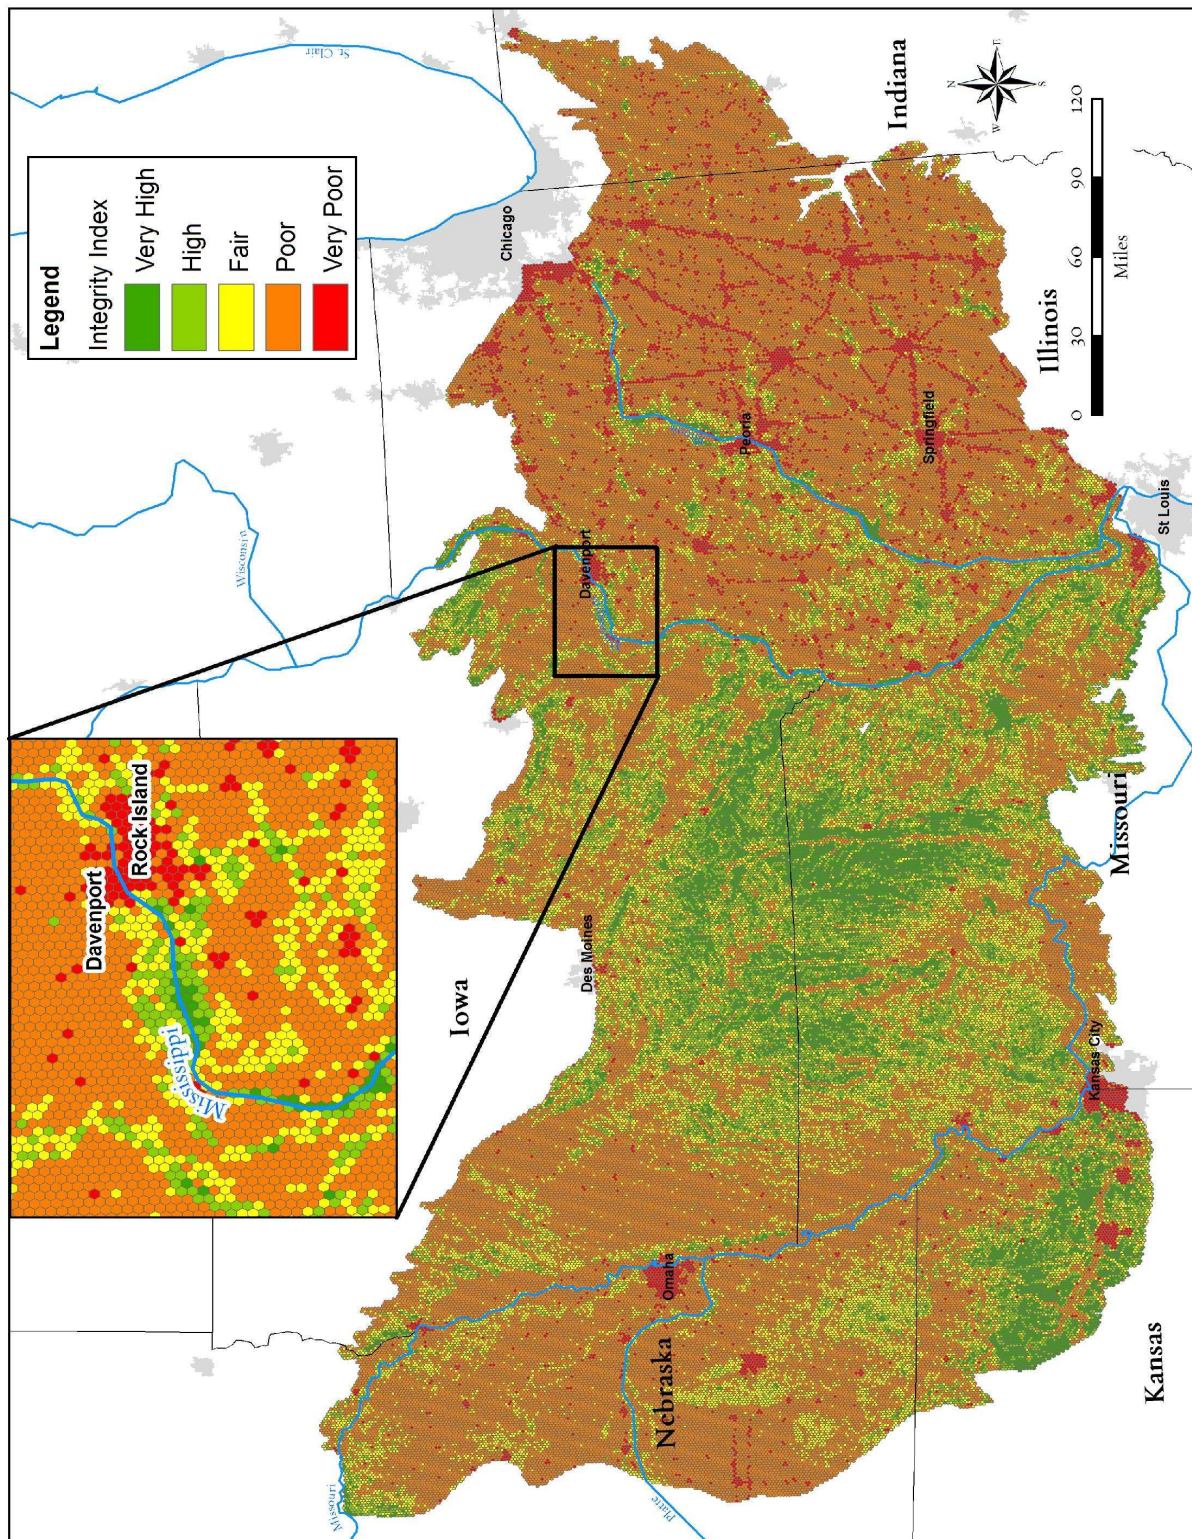 Legend
Integrity Index
Very High
High
Fair
Poor
Very Poor
Davenport
Rock Island
Mississippi
Missouri
Platte
Nebraska
Omaha
Kansas
Kansas City
Iowa
Des Moines
Missouri
Wisconsin
Davenport
St Louis
Peoria
Springfield
Illinois
Chicago
St. Clair
Indiana
N
E
S
W
0 30 60 90 120
Miles